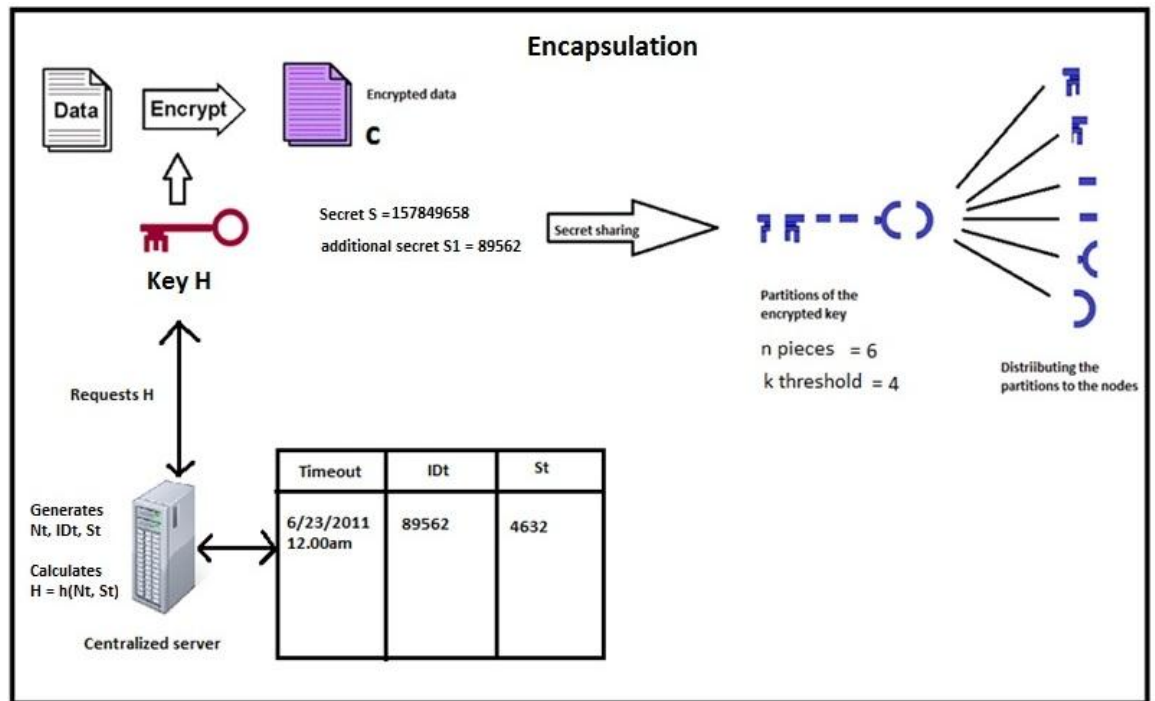 Encapsulation
Data
Encrypt
Encrypted data
C
Key H
Secret S =157849658
additional secret S1 = 89562
Secret sharing
Partitions of the
encrypted key
n pieces = 6
k threshold = 4
Distriibuting the
partitions to the nodes
Requests H
Generates
Nt, IDt, St
Calculates
H = h(Nt, St)
Centralized server
Timeout IDt St
6/23/2011 89562 4632
12.00am